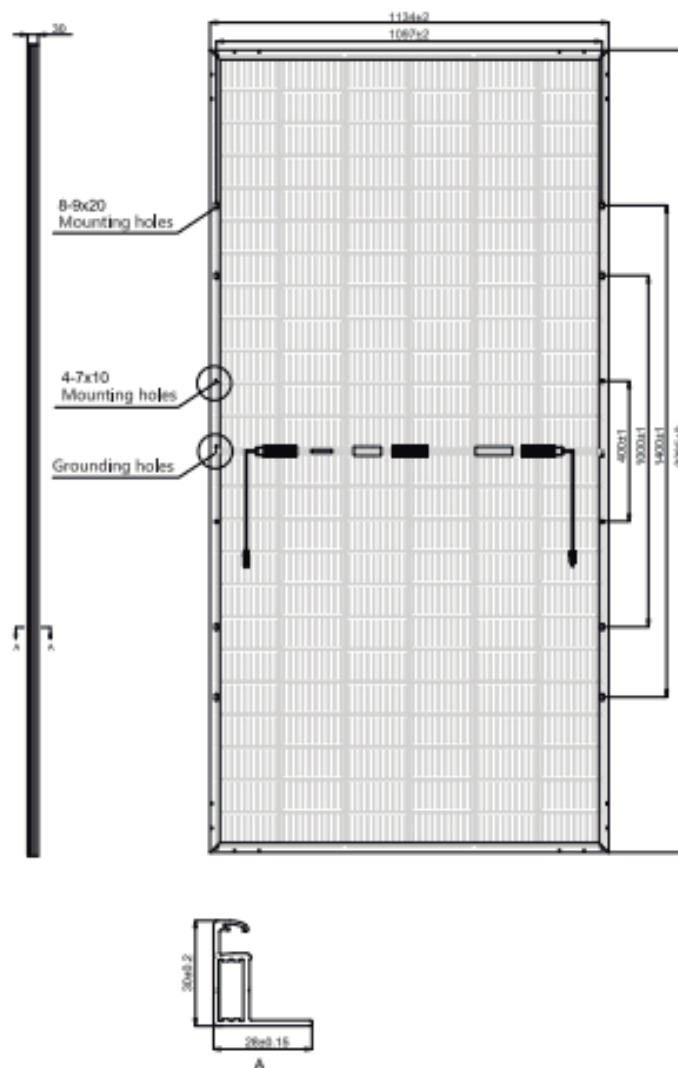 30
1134±2
1097±2
8-9x20
Mounting holes
4-7x10
Mounting holes
Grounding holes
400±1
1000±1
1400±1
A
A
30±0.2
28±0.15
A